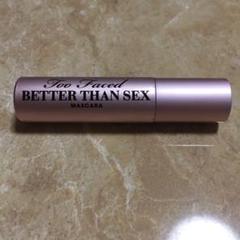 Too Faced
BETTER THAN SEX
MASCARA